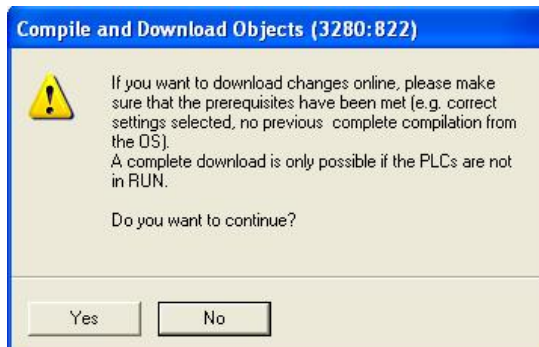 Compile and Download Objects (3280:822)
If you want to download changes online, please make
sure that the prerequisites have been met (e.g. correct
settings selected, no previous  complete compilation from
the OS).
A complete download is only possible if the PLCs are not
in RUN.
Do you want to continue?
Yes
No